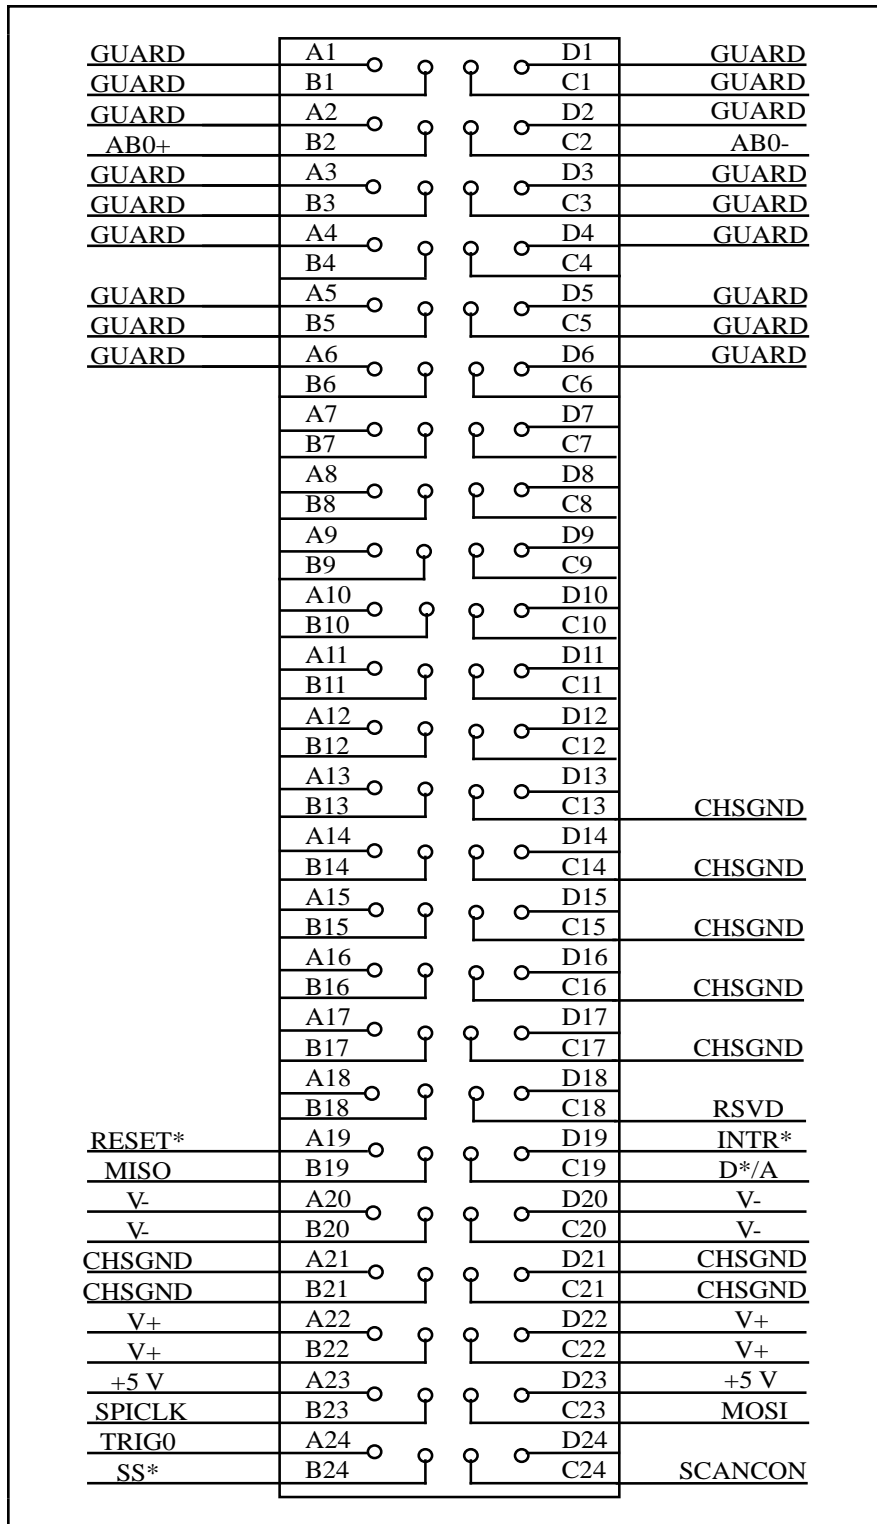 GUARD A1 D1 GUARD
GUARD B1 C1 GUARD
GUARD A2 D2 GUARD
AB0+ B2 C2 AB0-
GUARD A3 D3 GUARD
GUARD B3 C3 GUARD
GUARD A4 D4 GUARD
B4 C4
GUARD A5 D5 GUARD
GUARD B5 C5 GUARD
GUARD A6 D6 GUARD
B6 C6
A7 D7
B7 C7
A8 D8
B8 C8
A9 D9
B9 C9
A10 D10
B10 C10
A11 D11
B11 C11
A12 D12
B12 C12
A13 D13
B13 C13 CHSGND
A14 D14
B14 C14 CHSGND
A15 D15
B15 C15 CHSGND
A16 D16
B16 C16 CHSGND
A17 D17
B17 C17 CHSGND
A18 D18
B18 C18 RSVD
RESET* A19 D19 INTR*
MISO B19 C19 D*/A
V- A20 D20 V-
V- B20 C20 V-
CHSGND A21 D21 CHSGND
CHSGND B21 C21 CHSGND
V+ A22 D22 V+
V+ B22 C22 V+
+5 V A23 D23 +5 V
SPICLK B23 C23 MOSI
TRIG0 A24 D24
SS* B24 C24 SCANCON